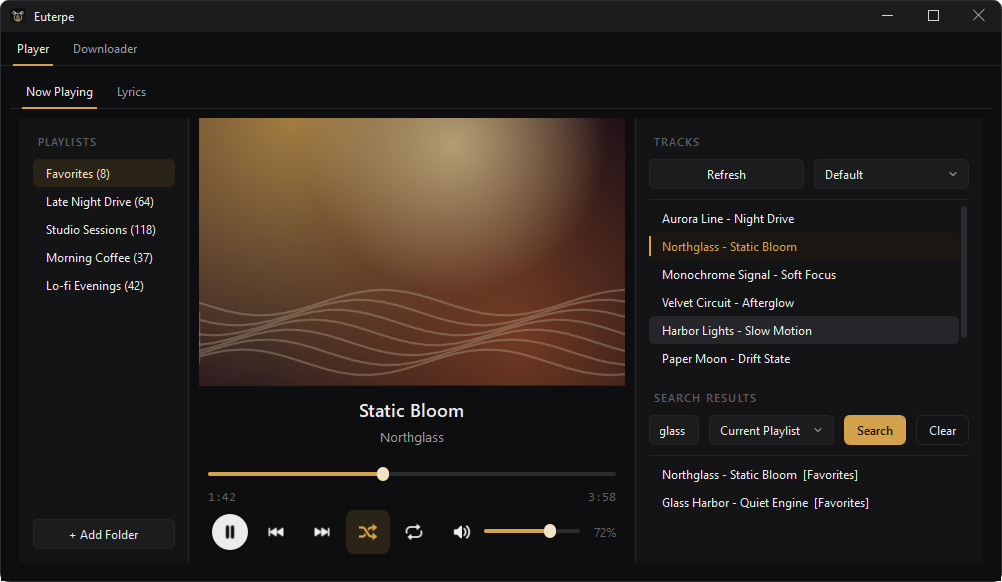 Euterpe
Player Downloader
Now Playing Lyrics
PLAYLISTS
Favorites (8)
Late Night Drive (64)
Studio Sessions (118)
Morning Coffee (37)
Lo-fi Evenings (42)
+ Add Folder
Static Bloom
Northglass
1:42 3:58
72%
TRACKS
Refresh Default
Aurora Line - Night Drive
Northglass - Static Bloom
Monochrome Signal - Soft Focus
Velvet Circuit - Afterglow
Harbor Lights - Slow Motion
Paper Moon - Drift State
SEARCH RESULTS
glass Current Playlist Search Clear
Northglass - Static Bloom [Favorites]
Glass Harbor - Quiet Engine [Favorites]